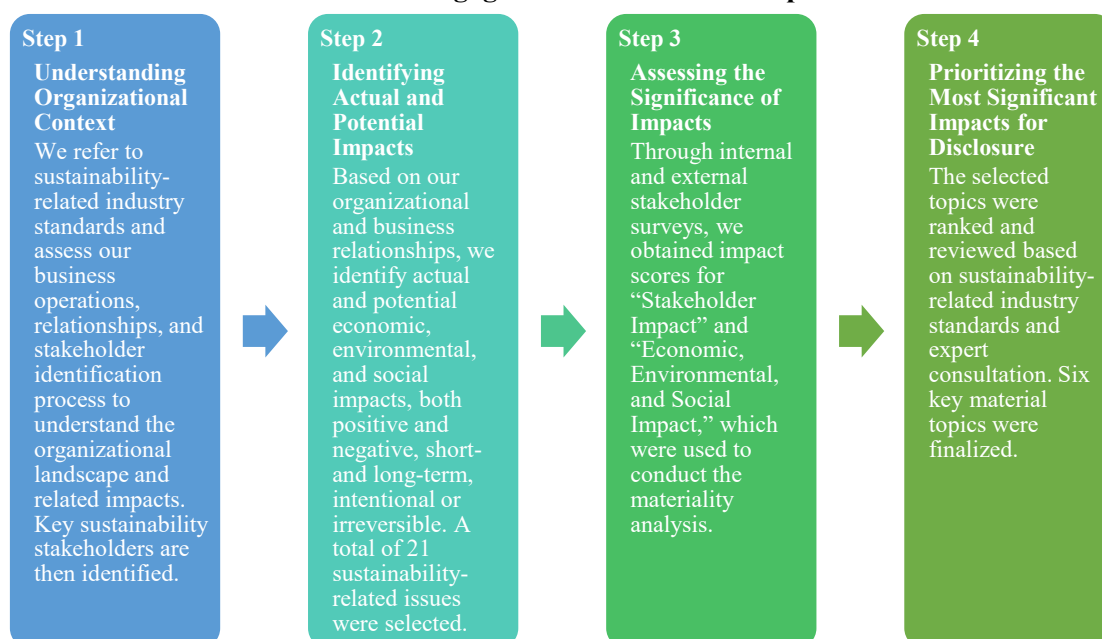 Step 1
Understanding
Organizational
Context
We refer to
sustainability-
related industry
standards and
assess our
business
operations,
relationships, and
stakeholder
identification
process to
understand the
organizational
landscape and
related impacts.
Key sustainability
stakeholders are
then identified.
Step 2
Identifying
Actual and
Potential
Impacts
Based on our
organizational
and business
relationships, we
identify actual
and potential
economic,
environmental,
and social
impacts, both
positive and
negative, short-
and long-term,
intentional or
irreversible. A
total of 21
sustainability-
related issues
were selected.
Step 3
Assessing the
Significance of
Impacts
Through internal
and external
stakeholder
surveys, we
obtained impact
scores for
“Stakeholder
Impact” and
“Economic,
Environmental,
and Social
Impact,” which
were used to
conduct the
materiality
analysis.
Step 4
Prioritizing the
Most Significant
Impacts for
Disclosure
The selected
topics were
ranked and
reviewed based
on sustainability-
related industry
standards and
expert
consultation. Six
key material
topics were
finalized.